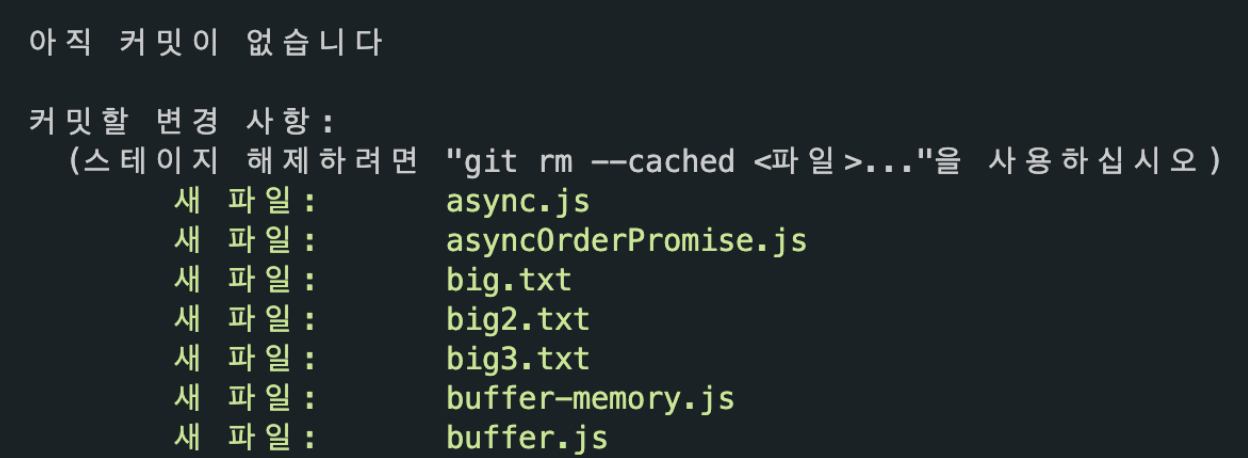 아직 커밋이 없습니다
커밋할 변경 사항:
(스테이지 해제하려면 "git rm --cached <파일>..."을 사용하십시오)
새 파일: async.js
새 파일: asyncOrderPromise.js
새 파일: big.txt
새 파일: big2.txt
새 파일: big3.txt
새 파일: buffer-memory.js
새 파일: buffer.js